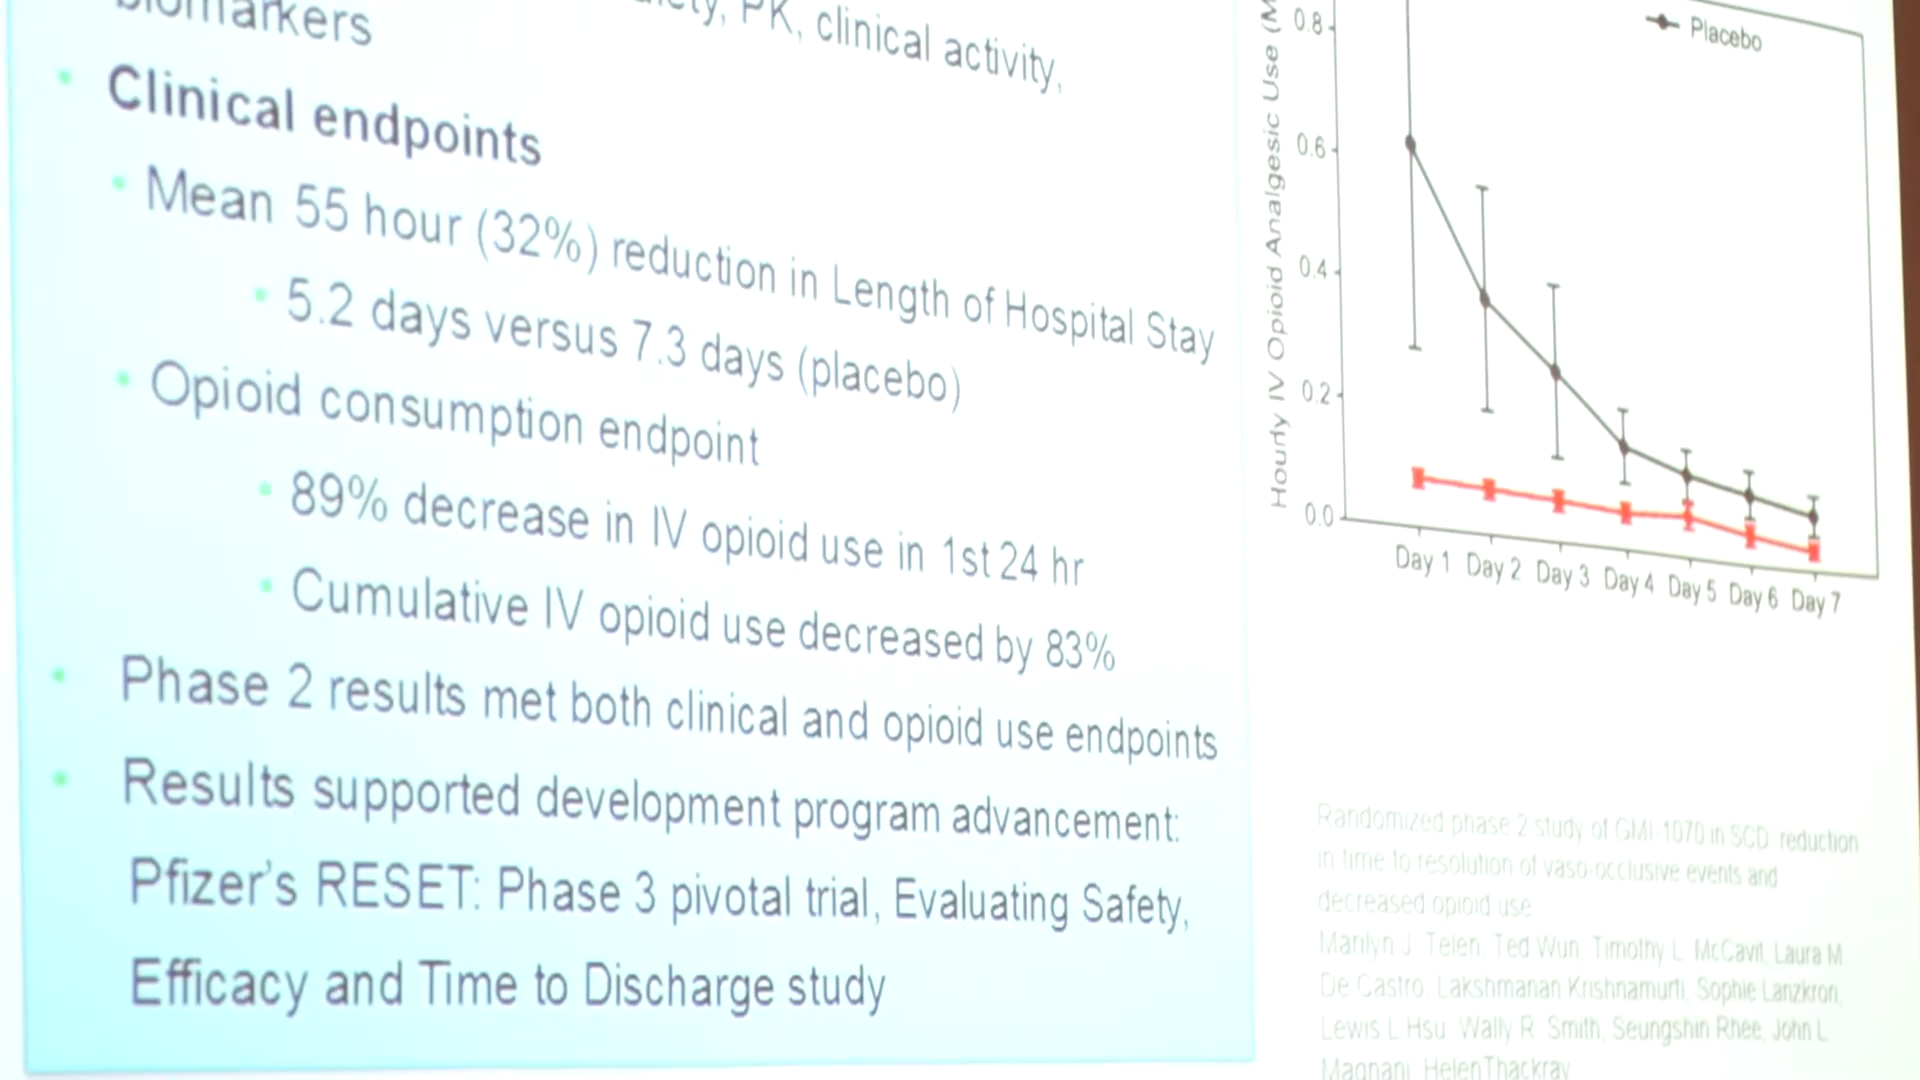 biomarkers
PK, clinical activity,
Clinical endpoints
Mean 55 hour (32%) reduction in Length of Hospital Stay
5.2 days versus 7.3 days (placebo)
Opioid consumption endpoint
89% decrease in IV opioid use in 1st 24 hr
Cumulative IV opioid use decreased by 83%
Phase 2 results met both clinical and opioid use endpoints
Results supported development program advancement:
Pfizer's RESET: Phase 3 pivotal trial, Evaluating Safety,
Efficacy and Time to Discharge study
Hourly IV Opioid Analgesic Use (M
0.8
0.6
0.4
0.2
0.0
Placebo
Day 1 Day 2 Day 3 Day 4 Day 5 Day 6 Day 7
Randomized phase 2 study of GMI 1070 in SCD reduction
in time to resolution of vaso-occlusive events and
decreased opioid use
Marilyn J Telen, Ted Wun, Timothy L McCavit, Laura M
De Castro, Lakshmanan Krishnamurti, Sophie Lanzkron,
Lewis L Hsu, Wally R Smith, Seungshin Rhee, John L
Magnani, Helen Thackray